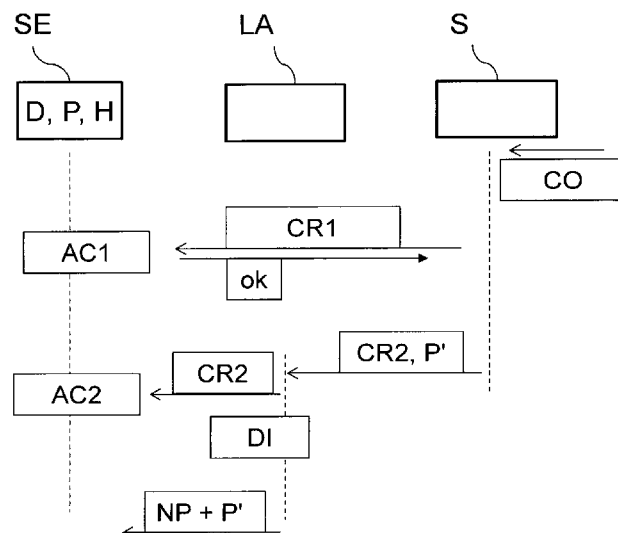 SE LA S
D, P, H
CO
CR1
AC1
ok
CR2, P'
CR2
AC2
DI
NP + P'